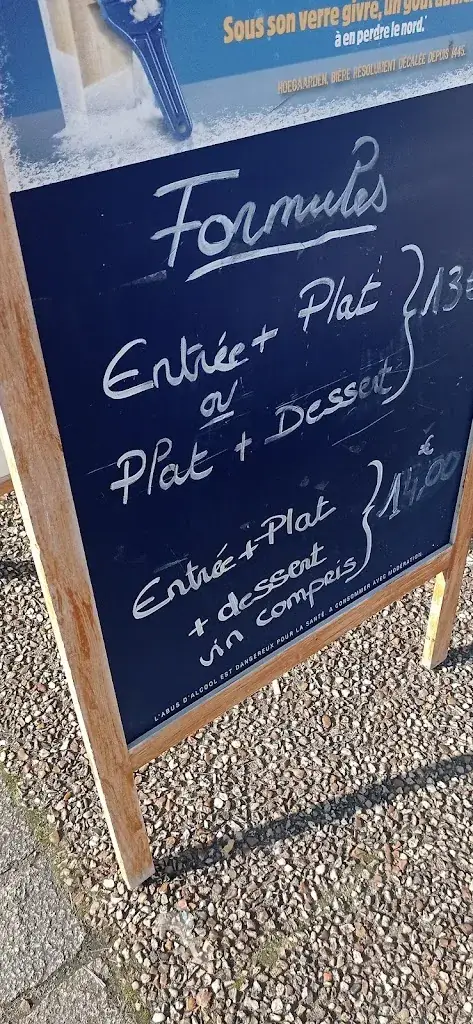 Sous son verre givré, un goût
à en perdre le nord.
HOEGAARDEN, BIÈRE RÉSOLUMENT DÉCALÉE DEPUIS 1445.
Formules
Entrée + Plat } 13€
ou
Plat + Dessert
Entrée + Plat } 14,00 €
+ dessert
vin compris
L'ABUS D'ALCOOL EST DANGEREUX POUR LA SANTÉ. À CONSOMMER AVEC MODÉRATION.